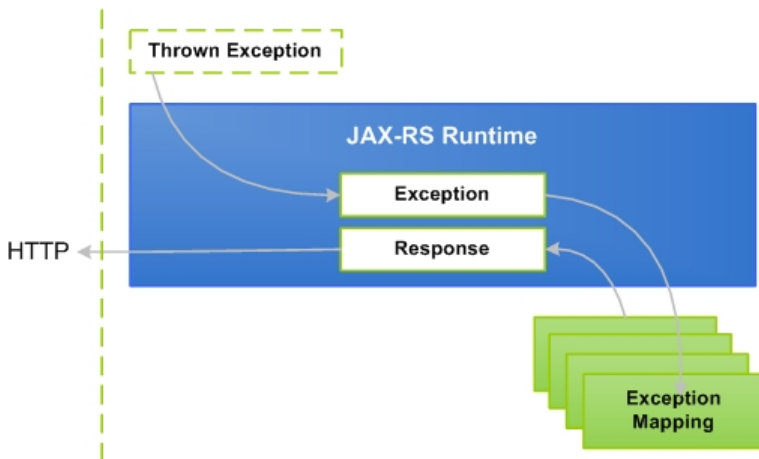 Thrown Exception
JAX-RS Runtime
Exception
Response
HTTP
Exception
Mapping